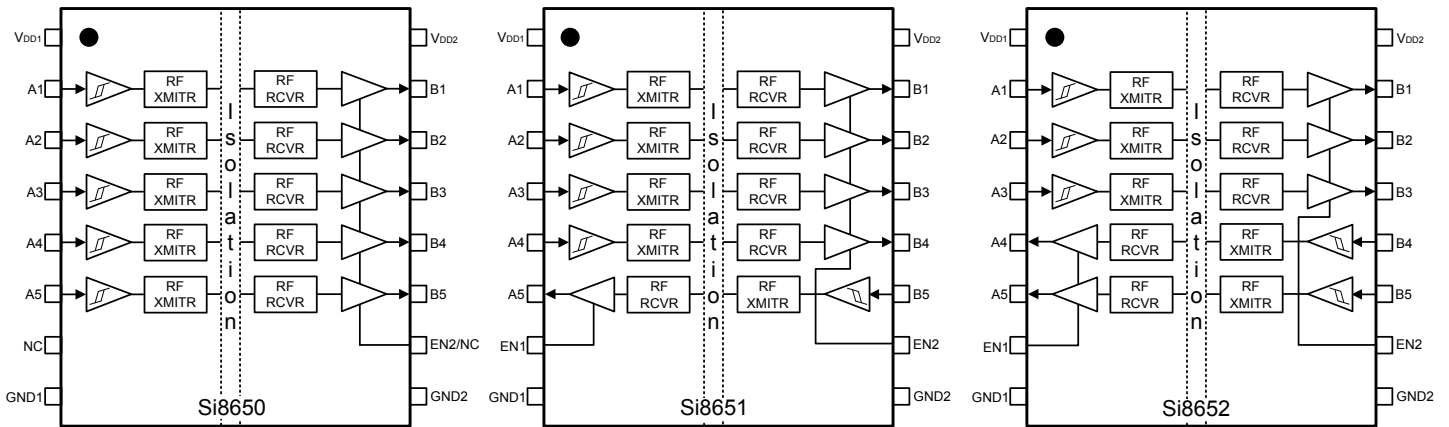 VDD1
VDD2
A1
RF
XMITR
RF
RCVR
B1
A2
RF
XMITR
RF
RCVR
B2
A3
RF
XMITR
RF
RCVR
B3
A4
RF
XMITR
RF
RCVR
B4
A5
RF
XMITR
RF
RCVR
B5
Isolation
NC
EN2/NC
GND1
GND2
Si8650
VDD1
VDD2
A1
RF
XMITR
RF
RCVR
B1
A2
RF
XMITR
RF
RCVR
B2
A3
RF
XMITR
RF
RCVR
B3
A4
RF
XMITR
RF
RCVR
B4
A5
RF
RCVR
RF
XMITR
B5
Isolation
EN1
EN2
GND1
GND2
Si8651
VDD1
VDD2
A1
RF
XMITR
RF
RCVR
B1
A2
RF
XMITR
RF
RCVR
B2
A3
RF
XMITR
RF
RCVR
B3
A4
RF
RCVR
RF
XMITR
B4
A5
RF
RCVR
RF
XMITR
B5
Isolation
EN1
EN2
GND1
GND2
Si8652